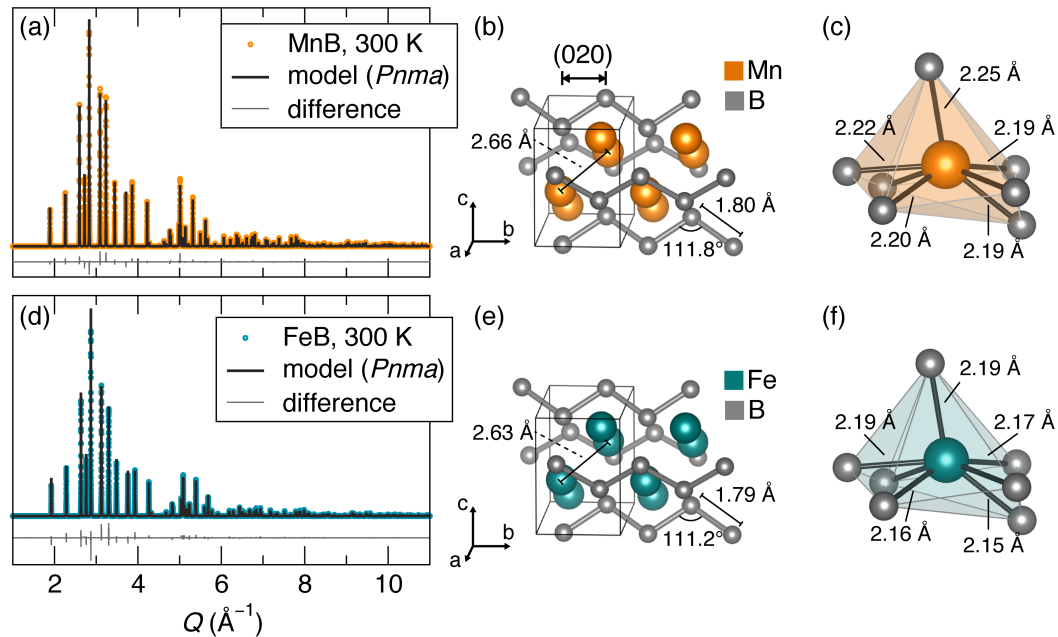 (a)
MnB, 300 K
model (Pnma)
difference
(b)
(020)
Mn
B
2.66 Å
1.80 Å
111.8°
c
b
a
(c)
2.25 Å
2.22 Å
2.19 Å
2.20 Å
2.19 Å
(d)
FeB, 300 K
model (Pnma)
difference
(e)
Fe
B
2.63 Å
1.79 Å
111.2°
c
b
a
(f)
2.19 Å
2.19 Å
2.17 Å
2.16 Å
2.15 Å
2 4 6 8 10
Q (Å⁻¹)